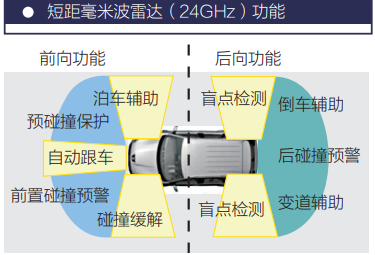 ● 短距毫米波雷达（24GHz）功能
前向功能
后向功能
泊车辅助
盲点检测
倒车辅助
预碰撞保护
自动跟车
后碰撞预警
前置碰撞预警
碰撞缓解
盲点检测
变道辅助